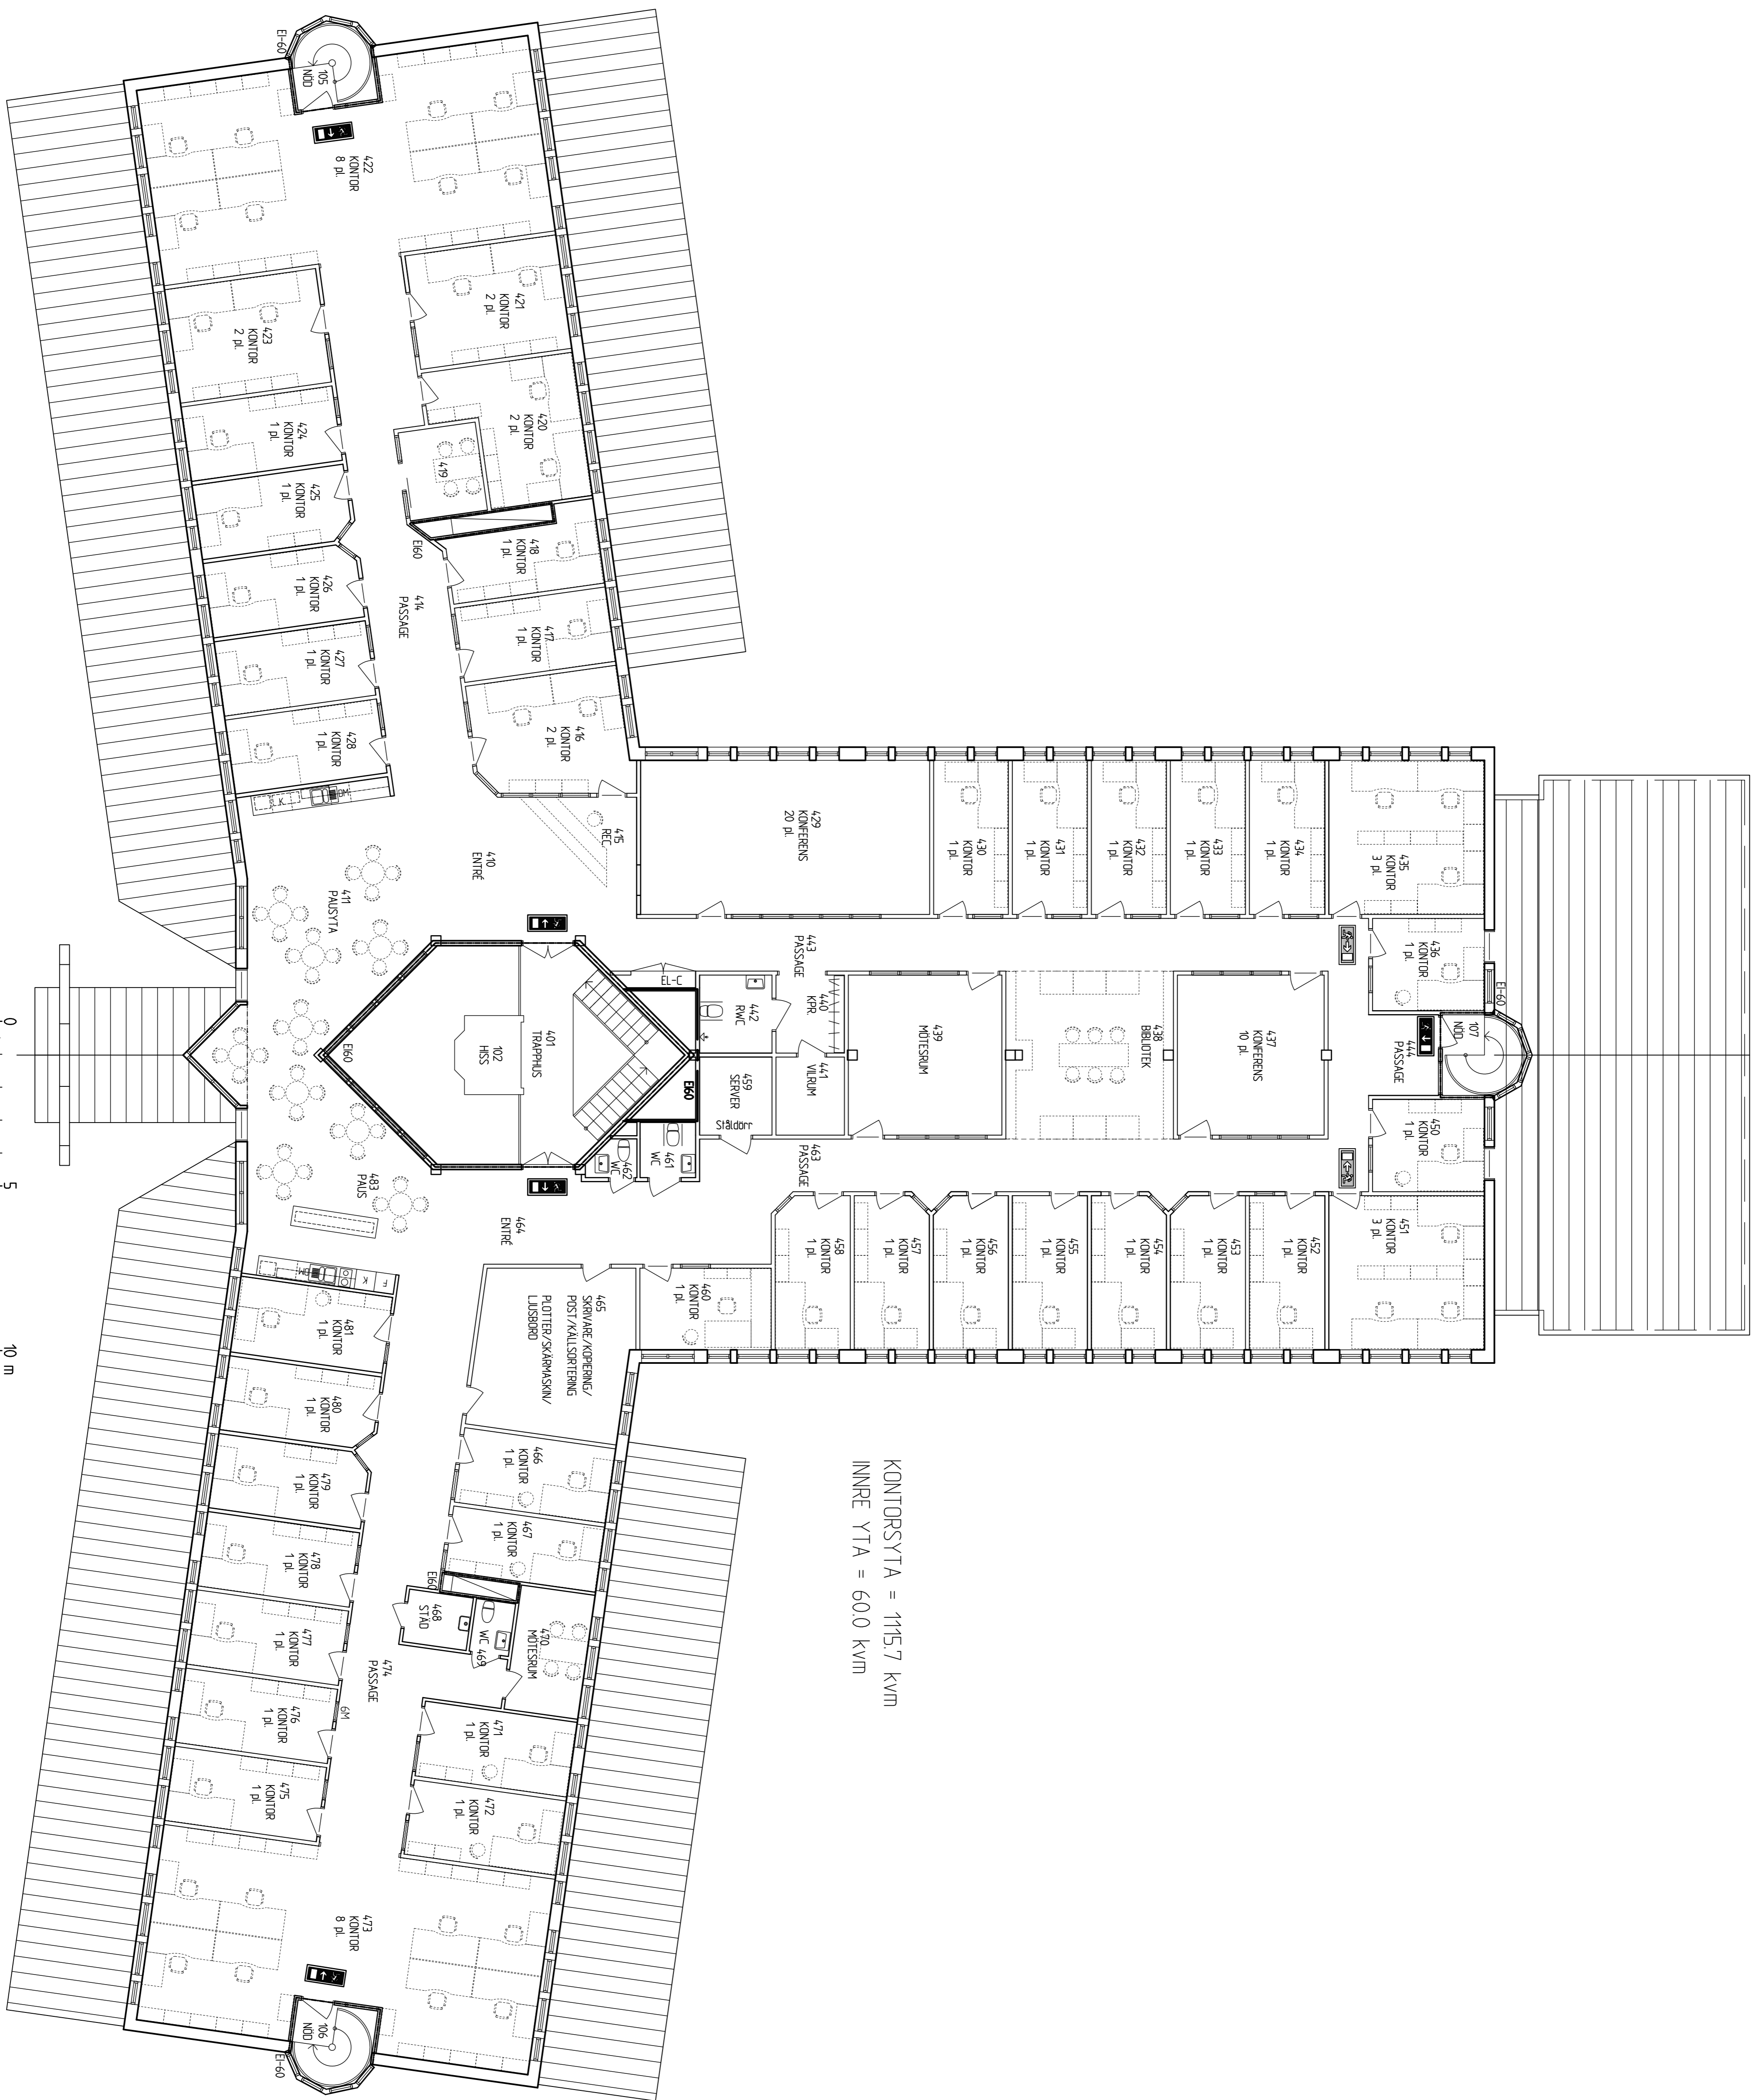 EI-60
105
NÖD
422
KONTOR
8 pl.
421
KONTOR
2 pl.
423
KONTOR
2 pl.
420
KONTOR
2 pl.
419
424
KONTOR
1 pl.
425
KONTOR
1 pl.
EI60
418
KONTOR
1 pl.
426
KONTOR
1 pl.
414
PASSAGE
417
KONTOR
1 pl.
427
KONTOR
1 pl.
416
KONTOR
2 pl.
428
KONTOR
1 pl.
K
DM
415
REC.
410
ENTRÉ
411
PAUSYTA
429
KONFERENS
20 pl.
430
KONTOR
1 pl.
431
KONTOR
1 pl.
432
KONTOR
1 pl.
433
KONTOR
1 pl.
434
KONTOR
1 pl.
435
KONTOR
3 pl.
436
KONTOR
1 pl.
EI-60
107
NÖD
444
PASSAGE
443
PASSAGE
EL-C
442
RWC
440
KPR.
441
VILRUM
439
MÖTESRUM
438
BIBLIOTEK
437
KONFERENS
10 pl.
401
TRAPPHUS
102
HISS
EI60
EI60
459
SERVER
Ståldörr
461
WC
462
WC
463
PASSAGE
450
KONTOR
1 pl.
451
KONTOR
3 pl.
452
KONTOR
1 pl.
453
KONTOR
1 pl.
454
KONTOR
1 pl.
455
KONTOR
1 pl.
456
KONTOR
1 pl.
457
KONTOR
1 pl.
458
KONTOR
1 pl.
460
KONTOR
1 pl.
464
ENTRÉ
483
PAUS
F
K
DM
465
SKRIVARE/KOPIERING/
POST/KÄLLSORTERING
PLOTTER/SKÄRMASKIN/
LJUSBORD
481
KONTOR
1 pl.
480
KONTOR
1 pl.
479
KONTOR
1 pl.
466
KONTOR
1 pl.
467
KONTOR
1 pl.
EI60
478
KONTOR
1 pl.
468
STÄD
WC 469
470
MÖTESRUM
477
KONTOR
1 pl.
474
PASSAGE
6M
476
KONTOR
1 pl.
471
KONTOR
1 pl.
475
KONTOR
1 pl.
472
KONTOR
1 pl.
473
KONTOR
8 pl.
106
NÖD
EI-60
KONTORSYTA = 1115.7 kvm
INNRE YTA = 60.0 kvm
0 5 10 m